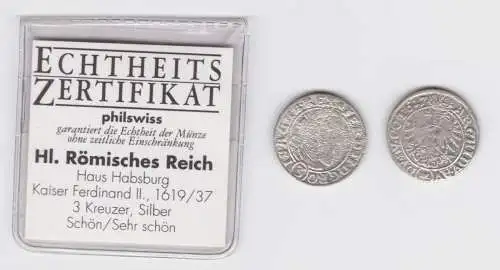 ECHTHEITS
ZERTIFIKAT
philswiss
garantiert die Echtheit der Münze
ohne zeitliche Einschränkung
Hl. Römisches Reich
Haus Habsburg
Kaiser Ferdinand II., 1619/37
3 Kreuzer, Silber
Schön/Sehr schön